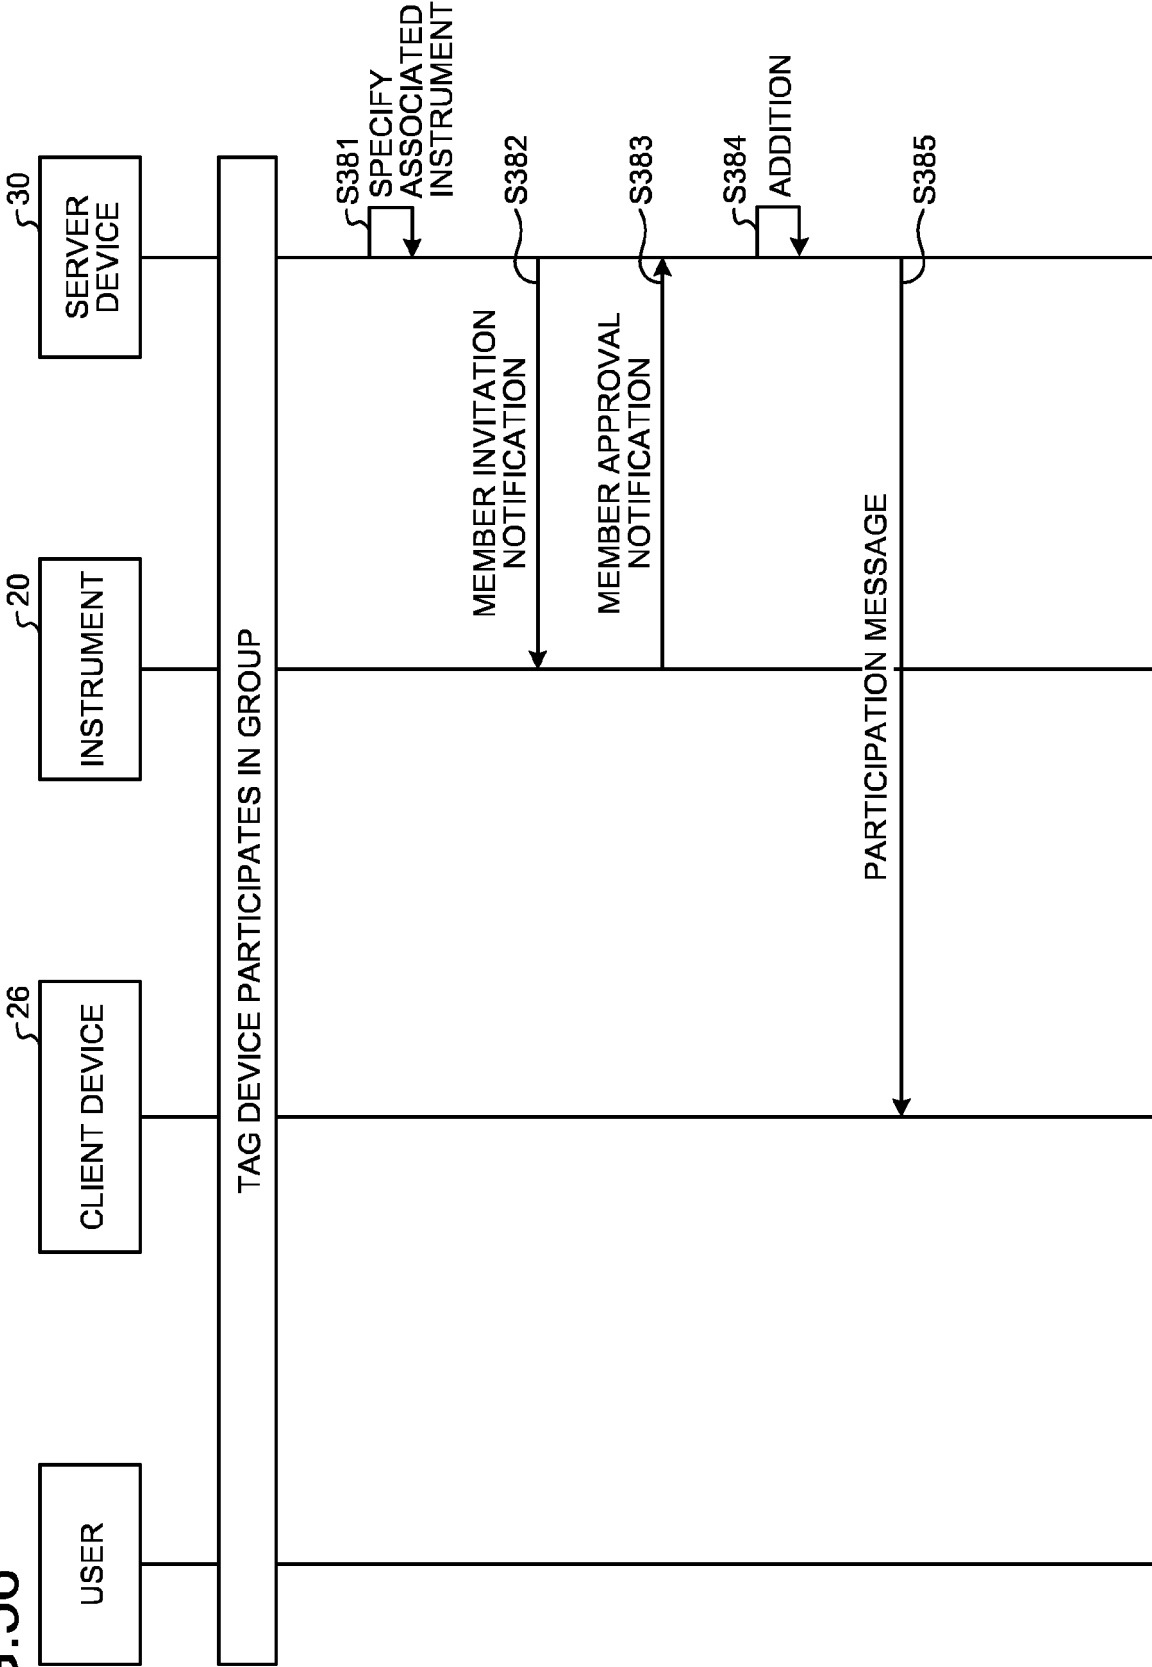 USER
CLIENT DEVICE
26
INSTRUMENT
20
SERVER
DEVICE
30
TAG DEVICE PARTICIPATES IN GROUP
S381
SPECIFY
ASSOCIATED
INSTRUMENT
MEMBER INVITATION
NOTIFICATION
S382
MEMBER APPROVAL
NOTIFICATION
S383
S384
ADDITION
PARTICIPATION MESSAGE
S385